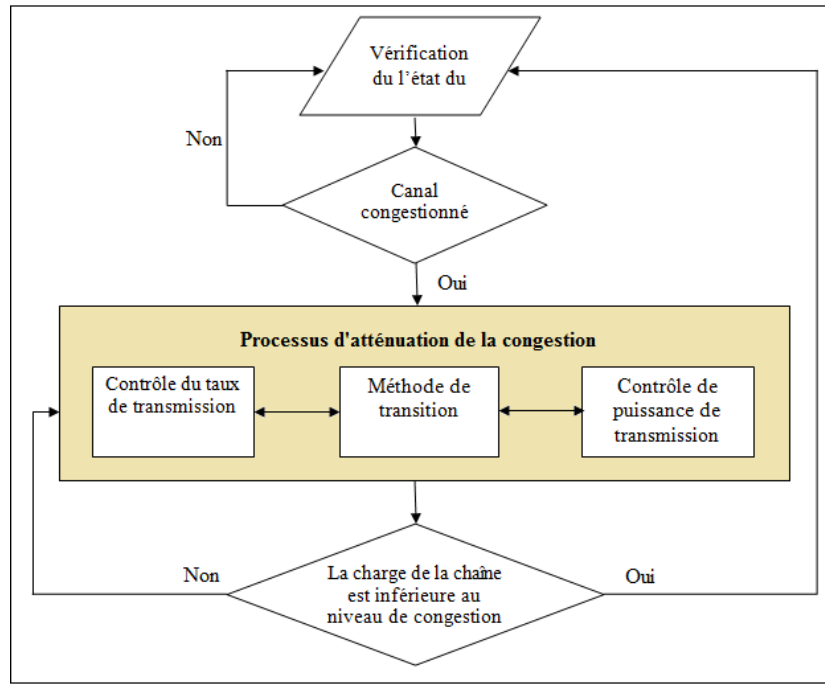 Vérification
du l'état du
Non
Canal
congestionné
Oui
Processus d'atténuation de la congestion
Contrôle du taux
de transmission
Méthode de
transition
Contrôle de
puissance de
transmission
Non
La charge de la chaîne
est inférieure au
niveau de congestion
Oui